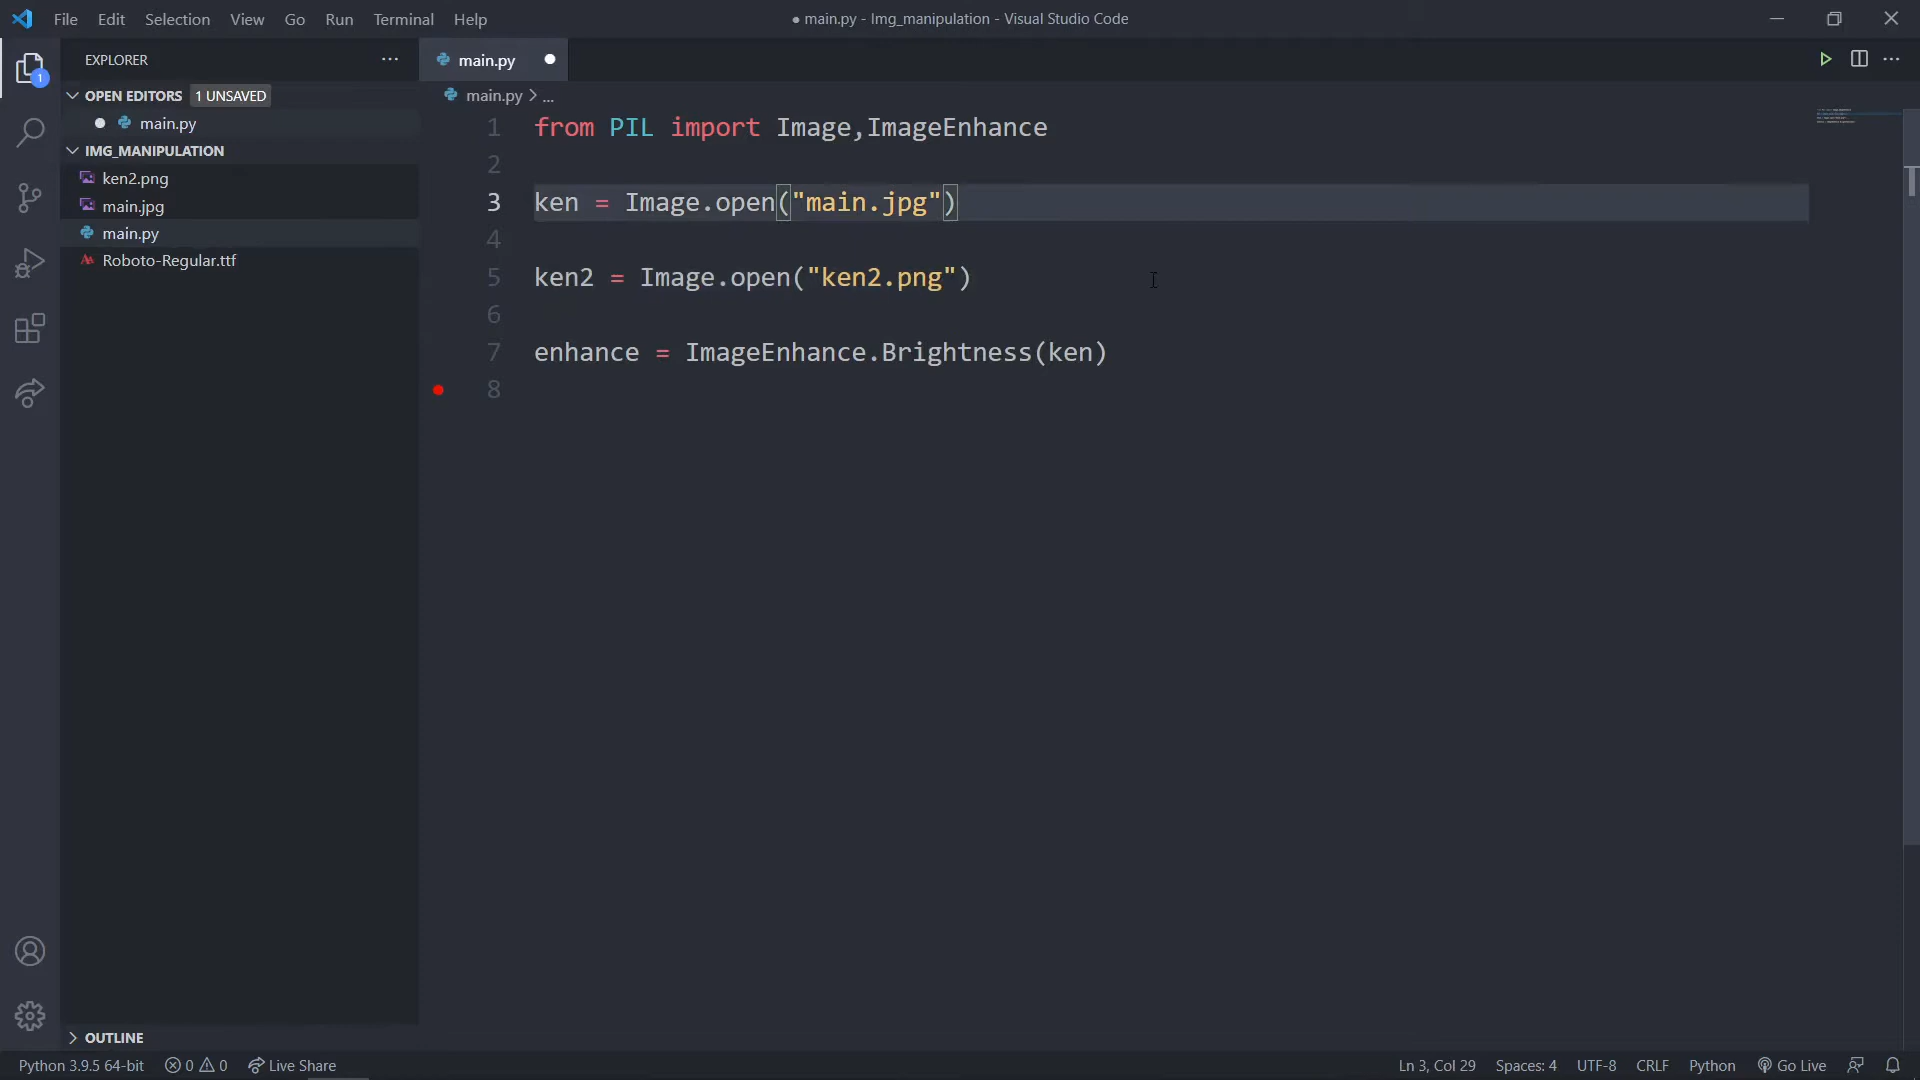 File Edit Selection View Go Run Terminal Help
● main.py - Img_manipulation - Visual Studio Code
EXPLORER
main.py
OPEN EDITORS 1 UNSAVED
main.py > ...
main.py
IMG_MANIPULATION
ken2.png
main.jpg
main.py
Roboto-Regular.ttf
1
1 from PIL import Image,ImageEnhance
2
3 ken = Image.open("main.jpg")
4
5 ken2 = Image.open("ken2.png")
6
7 enhance = ImageEnhance.Brightness(ken)
8
OUTLINE
Python 3.9.5 64-bit 0 0 Live Share
Ln 3, Col 29 Spaces: 4 UTF-8 CRLF Python Go Live